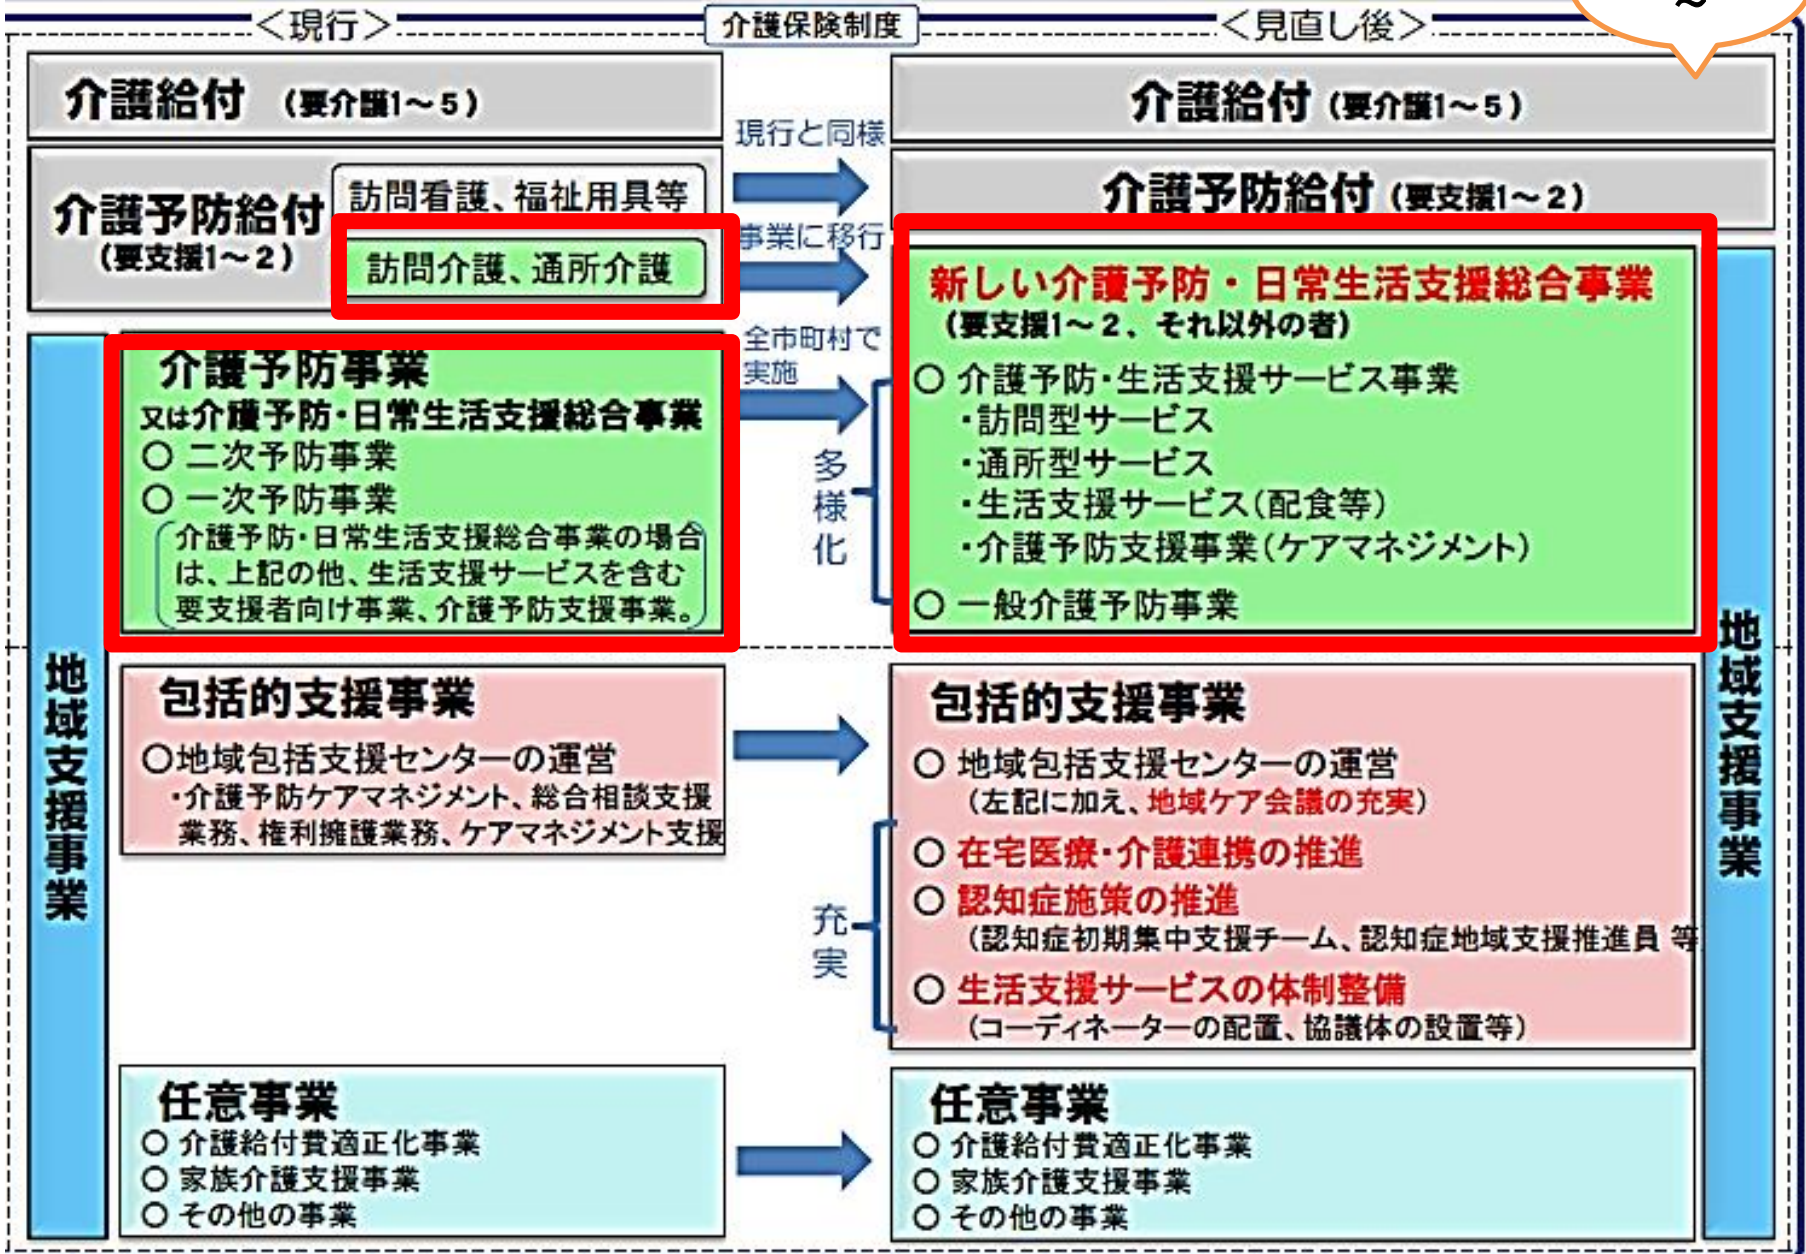 ＜現行＞
介護保険制度
＜見直し後＞
～
介護給付 （要介護1～5）
介護予防給付
（要支援1～2）
訪問看護、福祉用具等
訪問介護、通所介護
現行と同様
事業に移行
全市町村で
実施
多様化
介護給付（要介護1～5）
介護予防給付（要支援1～2）
地域支援事業
介護予防事業
又は介護予防・日常生活支援総合事業
○ 二次予防事業
○ 一次予防事業
介護予防・日常生活支援総合事業の場合
は、上記の他、生活支援サービスを含む
要支援者向け事業、介護予防支援事業。
新しい介護予防・日常生活支援総合事業
（要支援1～2、それ以外の者）
○ 介護予防・生活支援サービス事業
・訪問型サービス
・通所型サービス
・生活支援サービス（配食等）
・介護予防支援事業（ケアマネジメント）
○ 一般介護予防事業
地域支援事業
包括的支援事業
○地域包括支援センターの運営
・介護予防ケアマネジメント、総合相談支援
業務、権利擁護業務、ケアマネジメント支援
充実
包括的支援事業
○ 地域包括支援センターの運営
（左記に加え、地域ケア会議の充実）
○ 在宅医療・介護連携の推進
○ 認知症施策の推進
（認知症初期集中支援チーム、認知症地域支援推進員 等
○ 生活支援サービスの体制整備
（コーディネーターの配置、協議体の設置等）
任意事業
○ 介護給付費適正化事業
○ 家族介護支援事業
○ その他の事業
任意事業
○ 介護給付費適正化事業
○ 家族介護支援事業
○ その他の事業